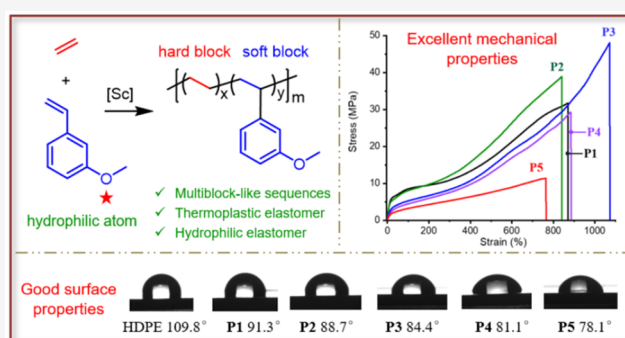 hard block soft block
+
[Sc]
x
y
m
O
O
★
hydrophilic atom
✓ Multiblock-like sequences
✓ Thermoplastic elastomer
✓ Hydrophilic elastomer
Excellent mechanical
properties
Stress (MPa)
50
40
30
20
10
0
0 200 400 600 800 1000
Strain (%)
P3
P2
P4
P1
P5
Good surface
properties
HDPE 109.8° P1 91.3° P2 88.7° P3 84.4° P4 81.1° P5 78.1°